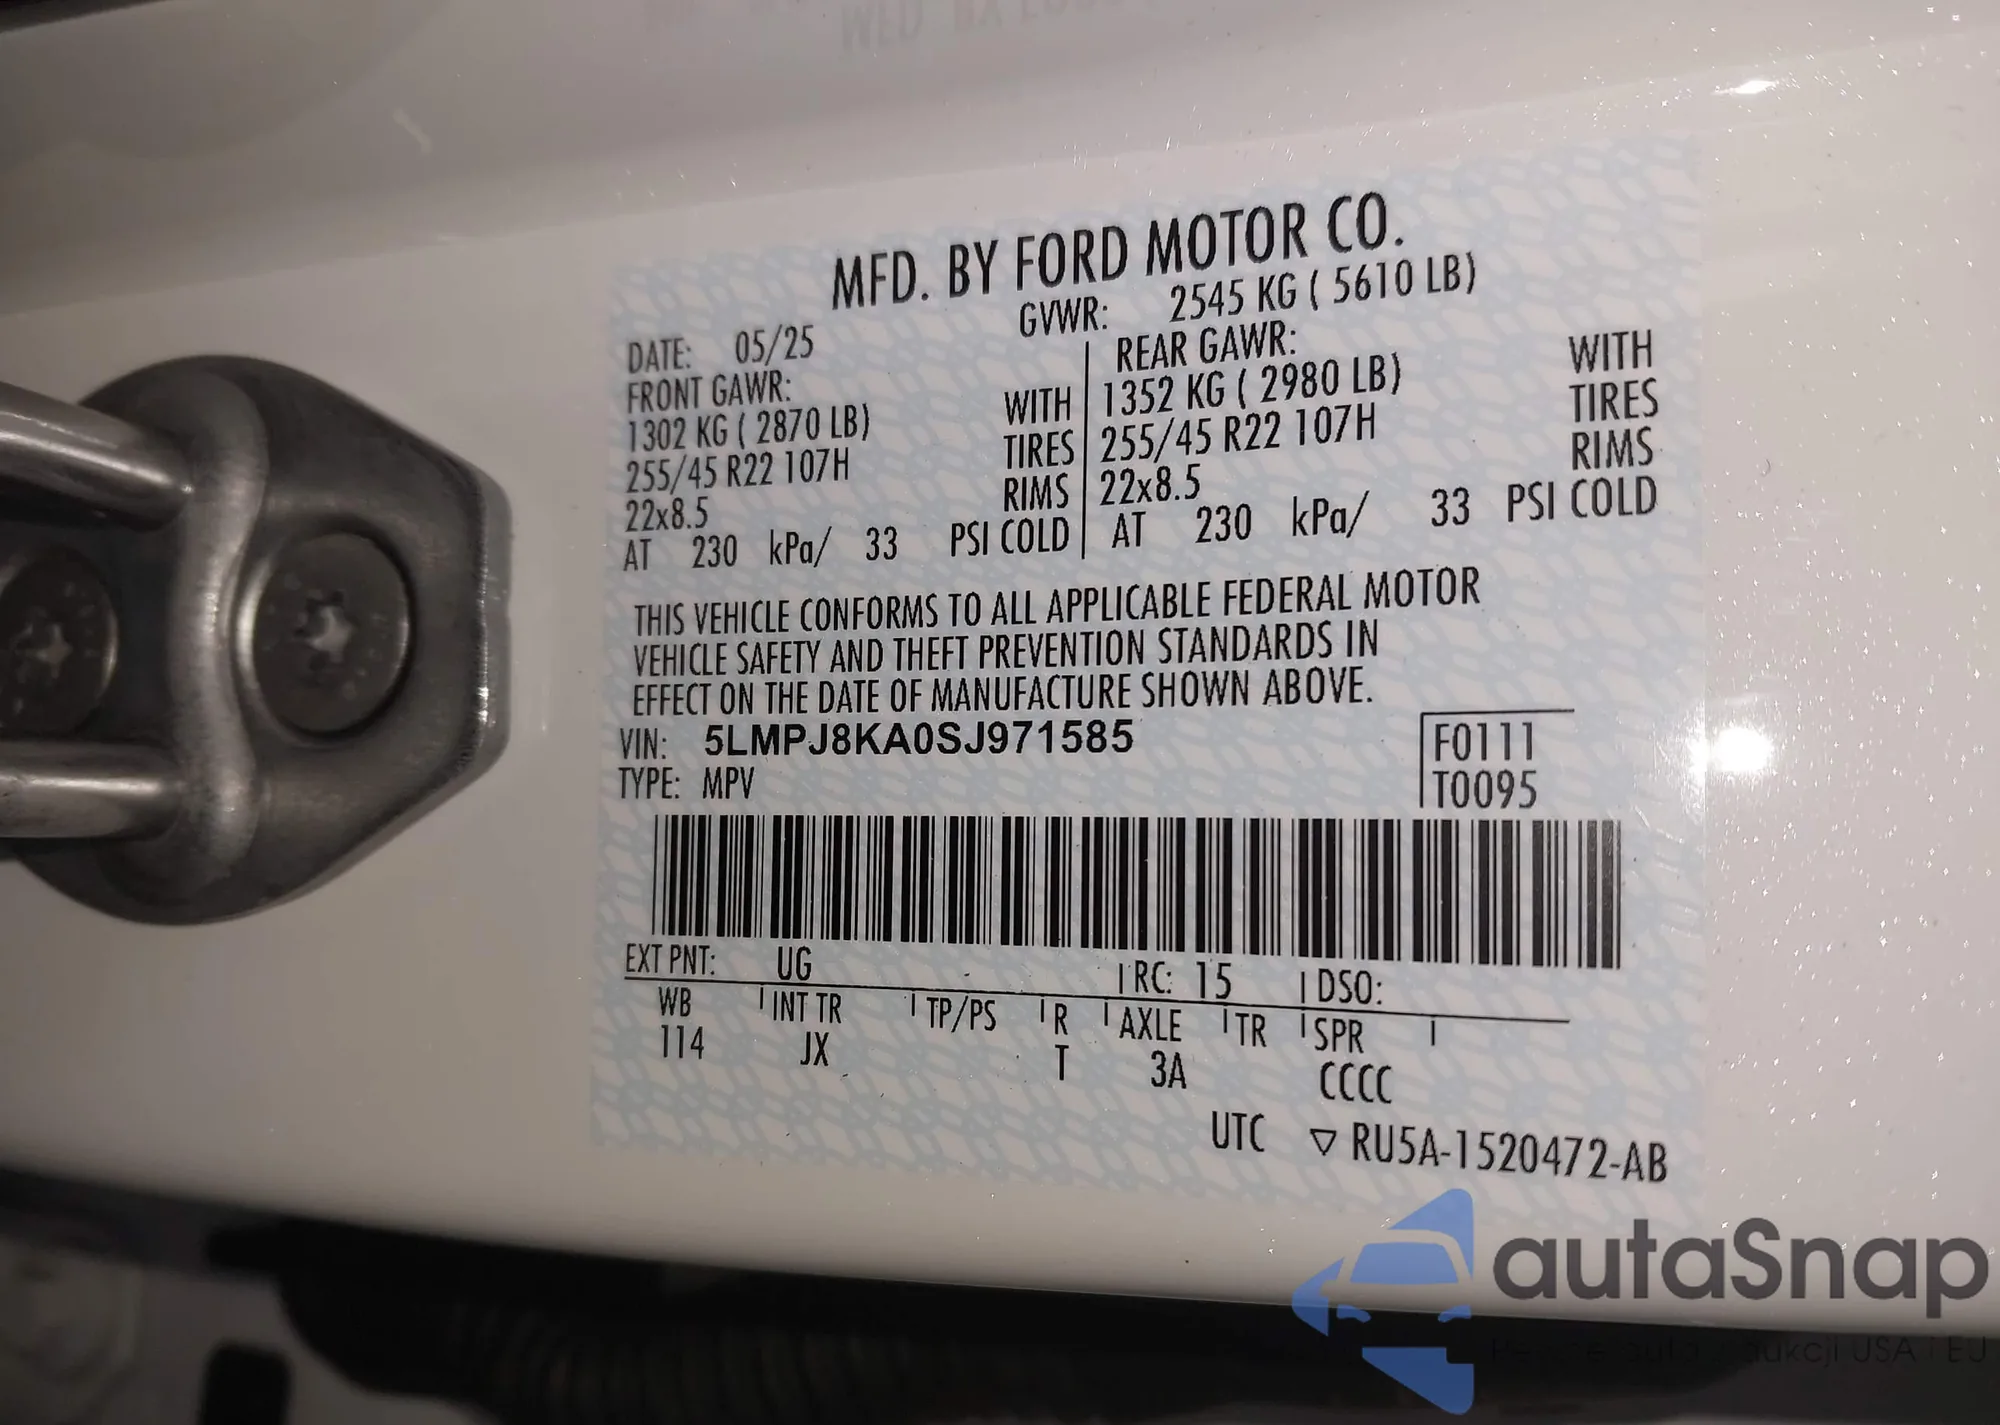 MFD. BY FORD MOTOR CO.
DATE: 05/25 GVWR: 2545 KG ( 5610 LB)
FRONT GAWR: REAR GAWR:
1302 KG ( 2870 LB) WITH 1352 KG ( 2980 LB) WITH
255/45 R22 107H TIRES 255/45 R22 107H TIRES
22x8.5 RIMS 22x8.5 RIMS
AT 230 kPa/ 33 PSI COLD AT 230 kPa/ 33 PSI COLD
THIS VEHICLE CONFORMS TO ALL APPLICABLE FEDERAL MOTOR
VEHICLE SAFETY AND THEFT PREVENTION STANDARDS IN
EFFECT ON THE DATE OF MANUFACTURE SHOWN ABOVE.
VIN: 5LMPJ8KA0SJ971585 F0111
TYPE: MPV T0095
EXT PNT: UG RC: 15 DSO:
WB INT TR TP/PS R AXLE TR SPR
114 JX T 3A CCCC
UTC ▽ RU5A-1520472-AB
autaSnap
aukcji USA i EU